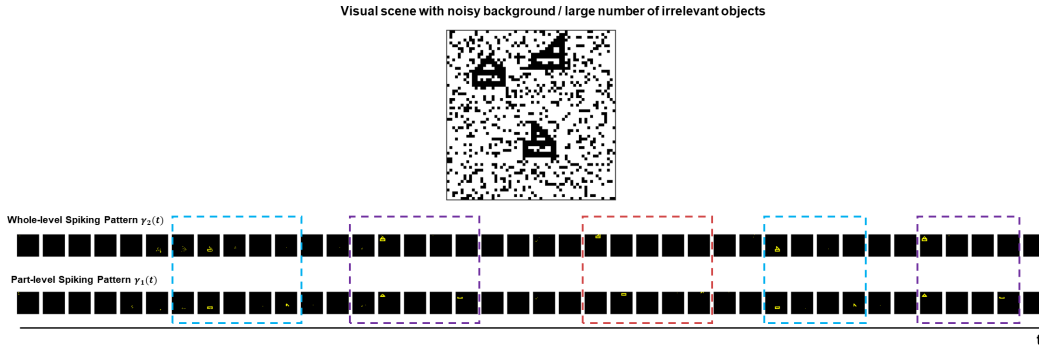 Visual scene with noisy background / large number of irrelevant objects
Whole-level Spiking Pattern γ₂(t)
Part-level Spiking Pattern γ₁(t)
t